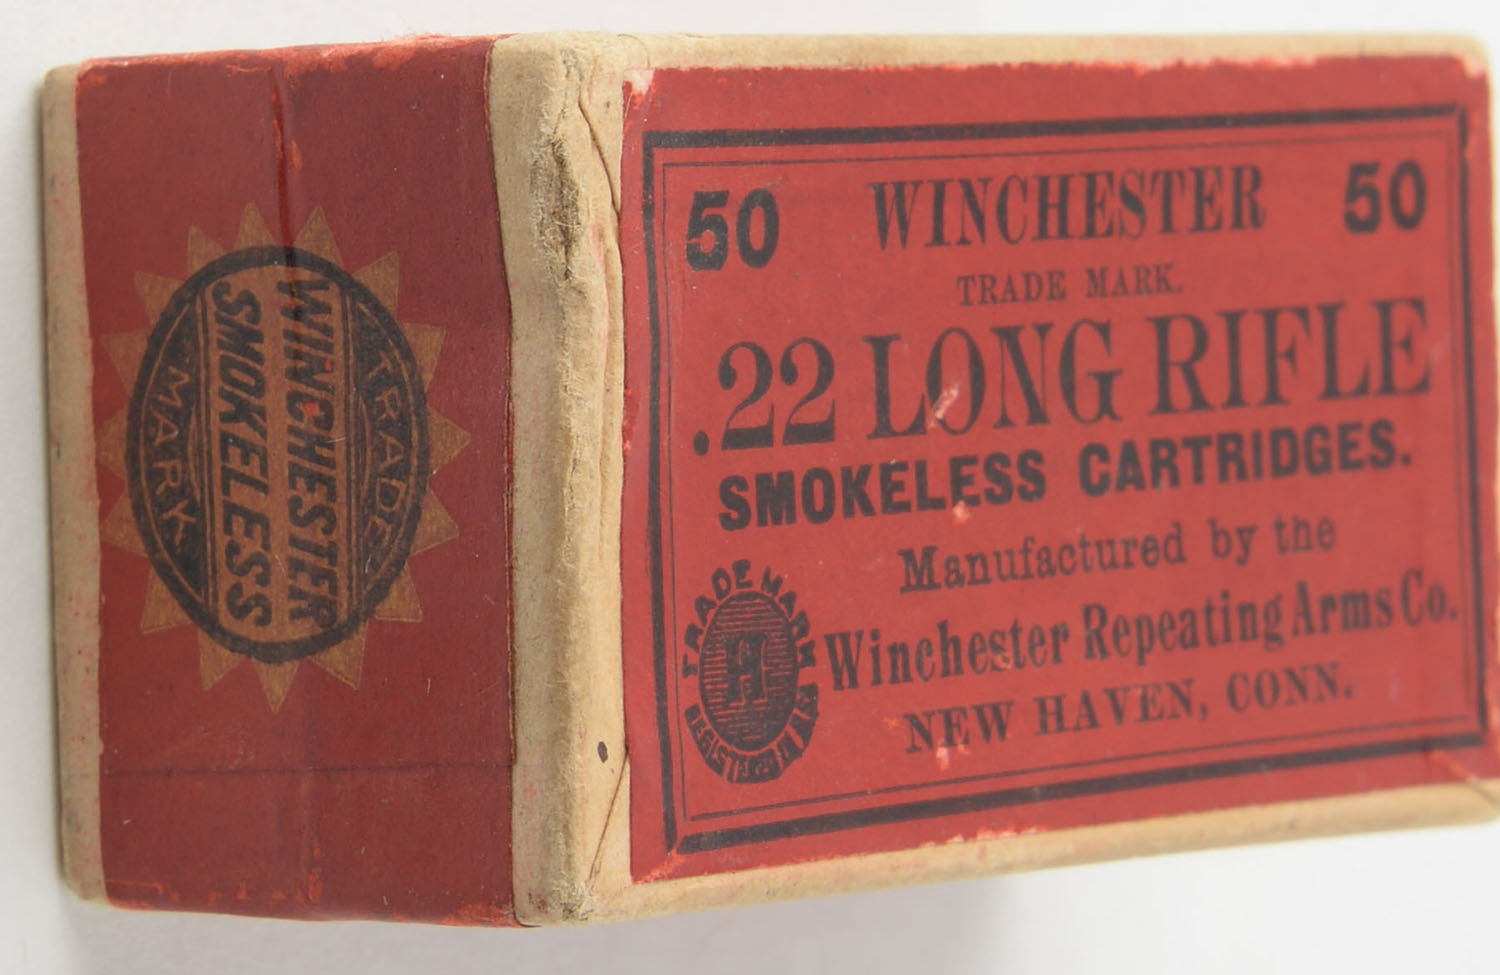 50 WINCHESTER 50
TRADE MARK.
.22 LONG RIFLE
SMOKELESS CARTRIDGES.
Manufactured by the
Winchester Repeating Arms Co.
NEW HAVEN, CONN.
TRADE MARK
H
TRADE
WINCHESTER
SMOKELESS
MARK